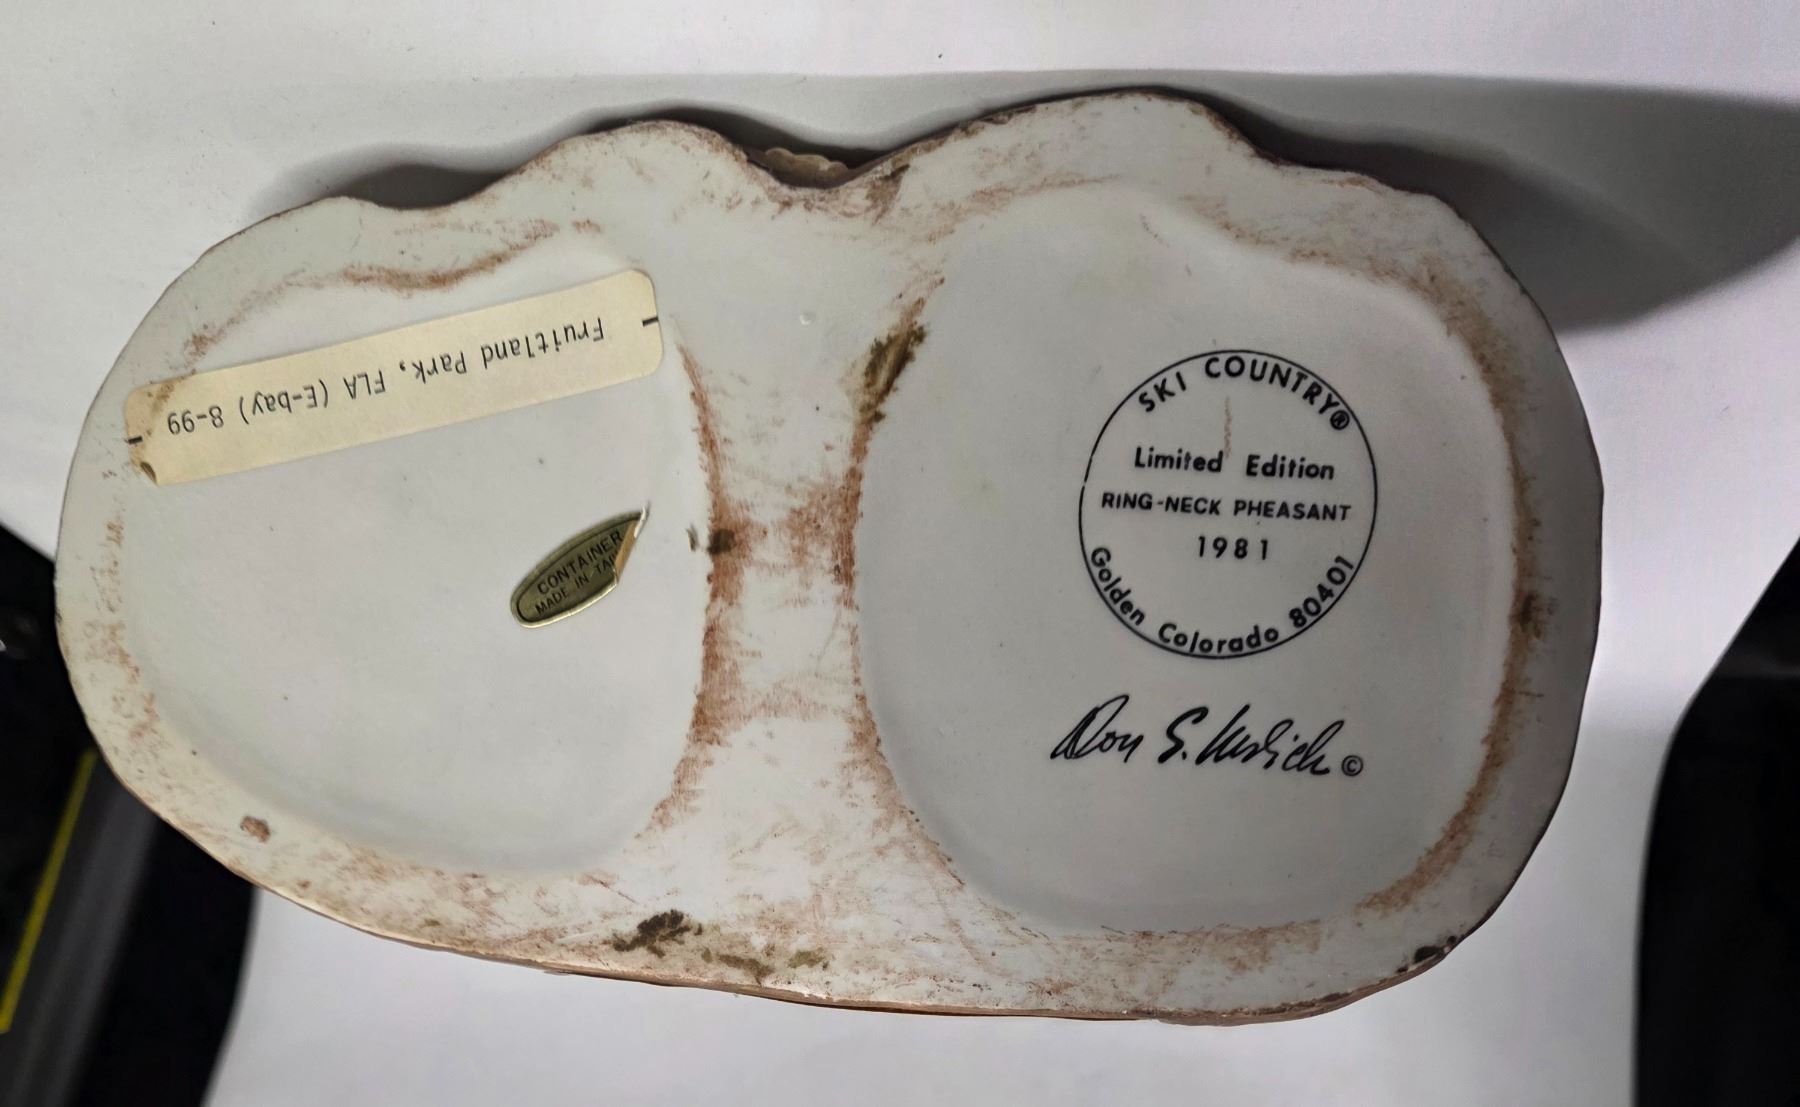 Fruitland Park, FLA (E-bay) 8-99
CONTAINER
MADE IN
SKI COUNTRY®
Limited Edition
RING-NECK PHEASANT
1981
Golden Colorado 80401
Don S. ©